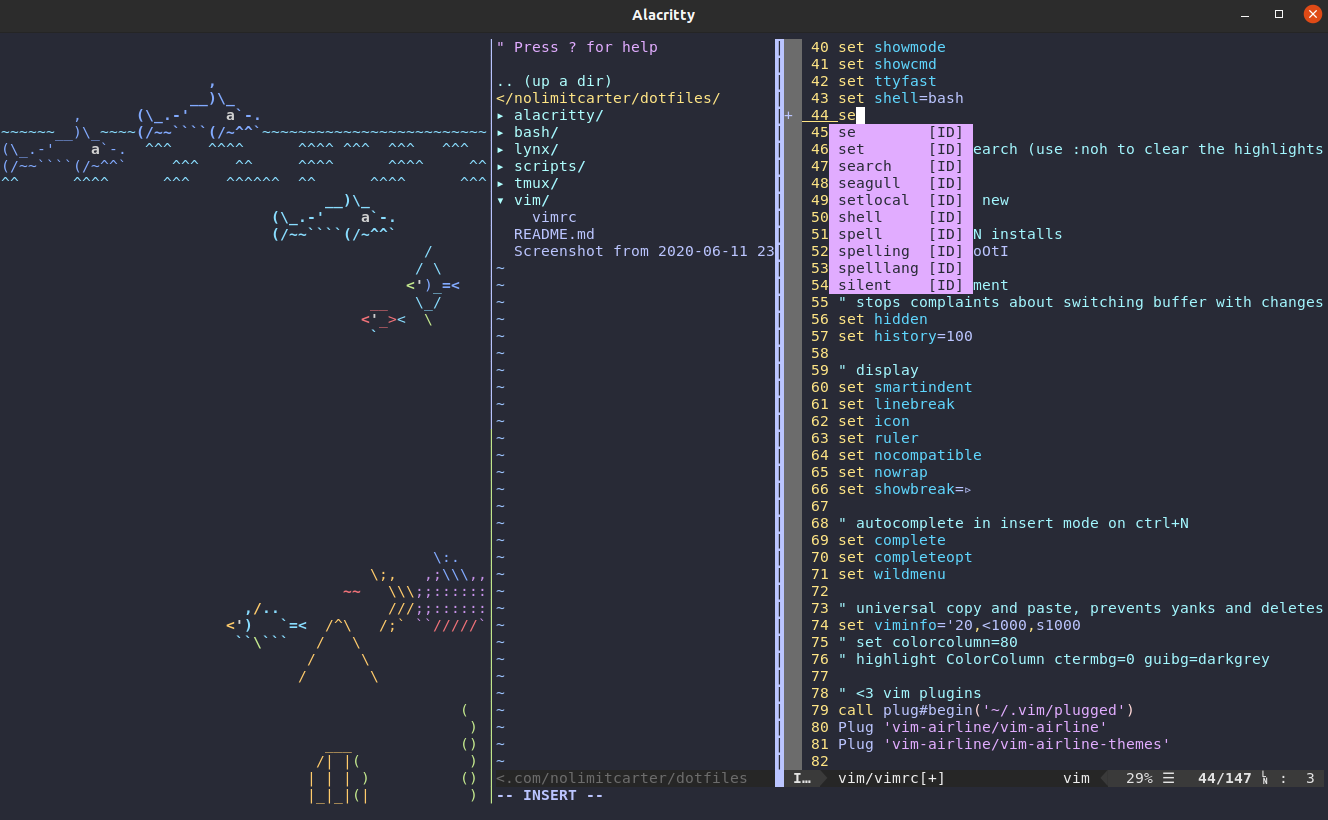 Alacritty
" Press ? for help
.. (up a dir)
</nolimitcarter/dotfiles/
▸ alacritty/
▸ bash/
▸ lynx/
▸ scripts/
▸ tmux/
▾ vim/
vimrc
README.md
Screenshot from 2020-06-11 23
<.com/nolimitcarter/dotfiles
-- INSERT --
40 set showmode
41 set showcmd
42 set ttyfast
43 set shell=bash
+ 44 se
45 se [ID]
46 set [ID] earch (use :noh to clear the highlights
47 search [ID]
48 seagull [ID]
49 setlocal [ID] new
50 shell [ID]
51 spell [ID] N installs
52 spelling [ID] oOtI
53 spelllang [ID]
54 silent [ID] ment
55 " stops complaints about switching buffer with changes
56 set hidden
57 set history=100
58
59 " display
60 set smartindent
61 set linebreak
62 set icon
63 set ruler
64 set nocompatible
65 set nowrap
66 set showbreak=▹
67
68 " autocomplete in insert mode on ctrl+N
69 set complete
70 set completeopt
71 set wildmenu
72
73 " universal copy and paste, prevents yanks and deletes
74 set viminfo='20,<1000,s1000
75 " set colorcolumn=80
76 " highlight ColorColumn ctermbg=0 guibg=darkgrey
77
78 " <3 vim plugins
79 call plug#begin('~/.vim/plugged')
80 Plug 'vim-airline/vim-airline'
81 Plug 'vim-airline/vim-airline-themes'
82
I… vim/vimrc[+] vim 29% ☰ 44/147 ㏑ : 3